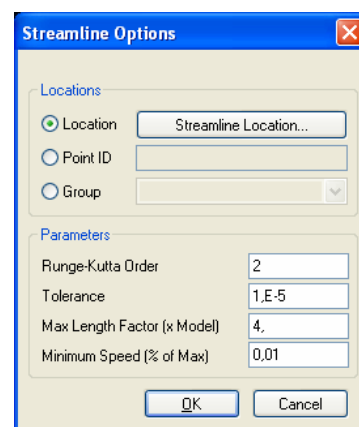 Streamline Options
Locations
Location Streamline Location...
Point ID
Group
Parameters
Runge-Kutta Order 2
Tolerance 1,E-5
Max Length Factor (x Model) 4,
Minimum Speed (% of Max) 0,01
OK Cancel